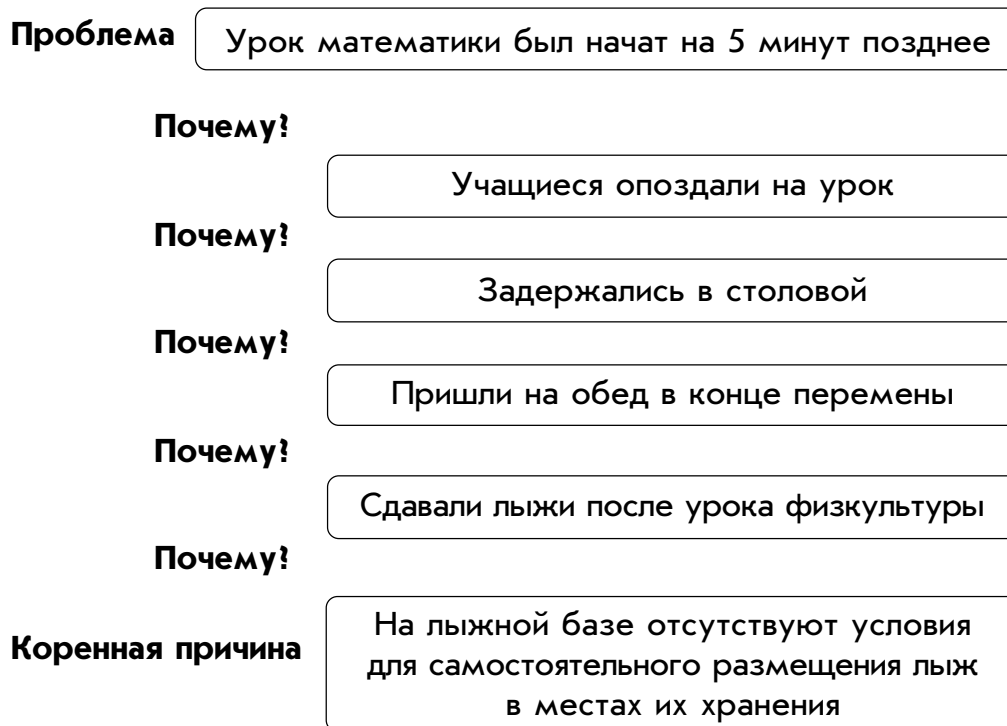 Проблема
Урок математики был начат на 5 минут позднее
Почему?
Учащиеся опоздали на урок
Почему?
Задержались в столовой
Почему?
Пришли на обед в конце перемены
Почему?
Сдавали лыжи после урока физкультуры
Почему?
Коренная причина
На лыжной базе отсутствуют условия
для самостоятельного размещения лыж
в местах их хранения